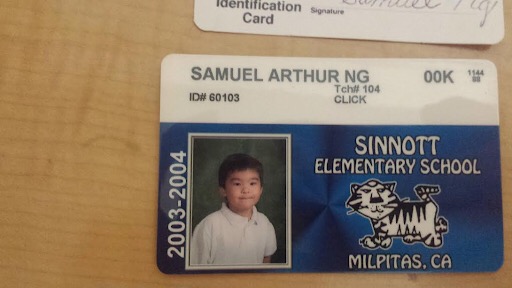 Identification
Card
Signature
Samuel
SAMUEL ARTHUR NG
00K
1144
Tch# 104
ID# 60103
CLICK
2003-2004
SINNOTT
ELEMENTARY SCHOOL
MILPITAS, CA